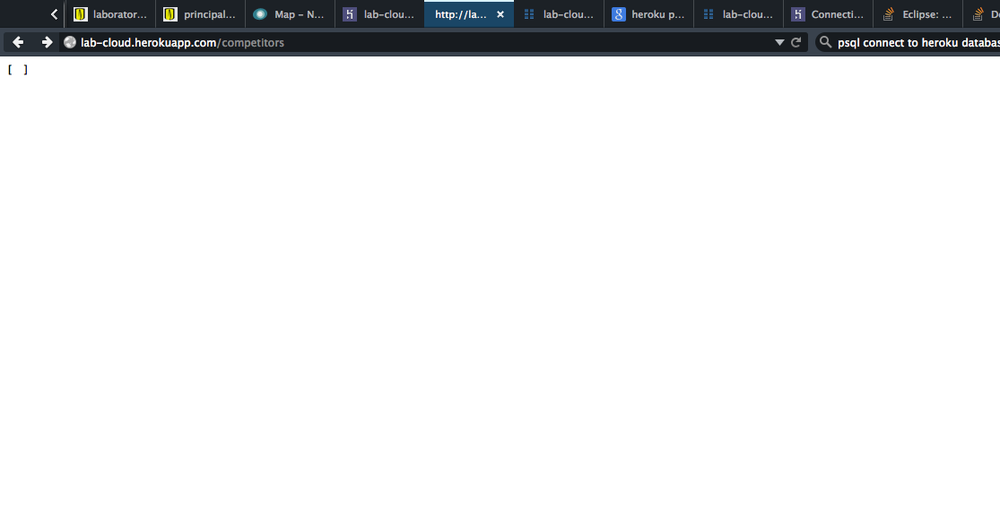 laborator... principal... Map – N... lab-clou... http://la... lab-clou... heroku p... lab-clou... Connecti... Eclipse: ... De
lab-cloud.herokuapp.com/competitors psql connect to heroku databas
[ ]